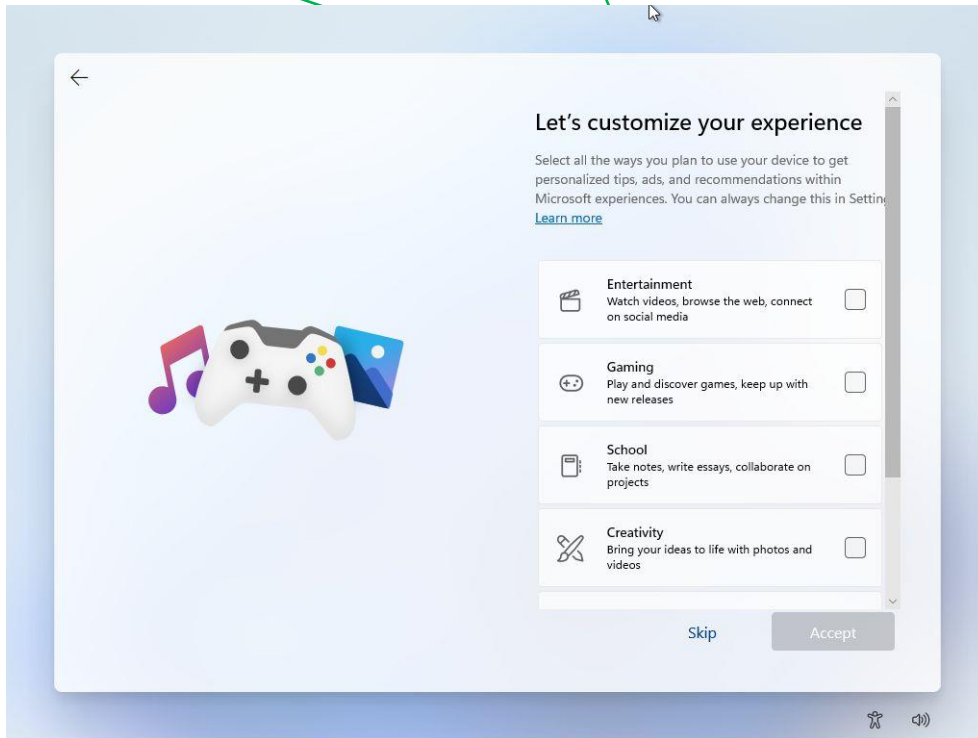 Let's customize your experience
Select all the ways you plan to use your device to get
personalized tips, ads, and recommendations within
Microsoft experiences. You can always change this in Setting
Learn more
Entertainment
Watch videos, browse the web, connect
on social media
Gaming
Play and discover games, keep up with
new releases
School
Take notes, write essays, collaborate on
projects
Creativity
Bring your ideas to life with photos and
videos
Skip
Accept